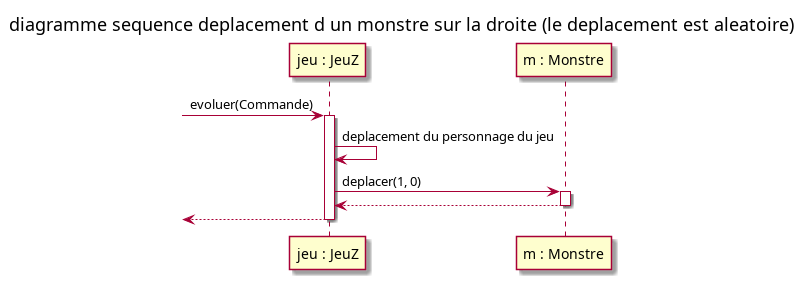 diagramme sequence deplacement d un monstre sur la droite (le deplacement est aleatoire)
jeu : JeuZ
m : Monstre
evoluer(Commande)
deplacement du personnage du jeu
deplacer(1, 0)
jeu : JeuZ
m : Monstre